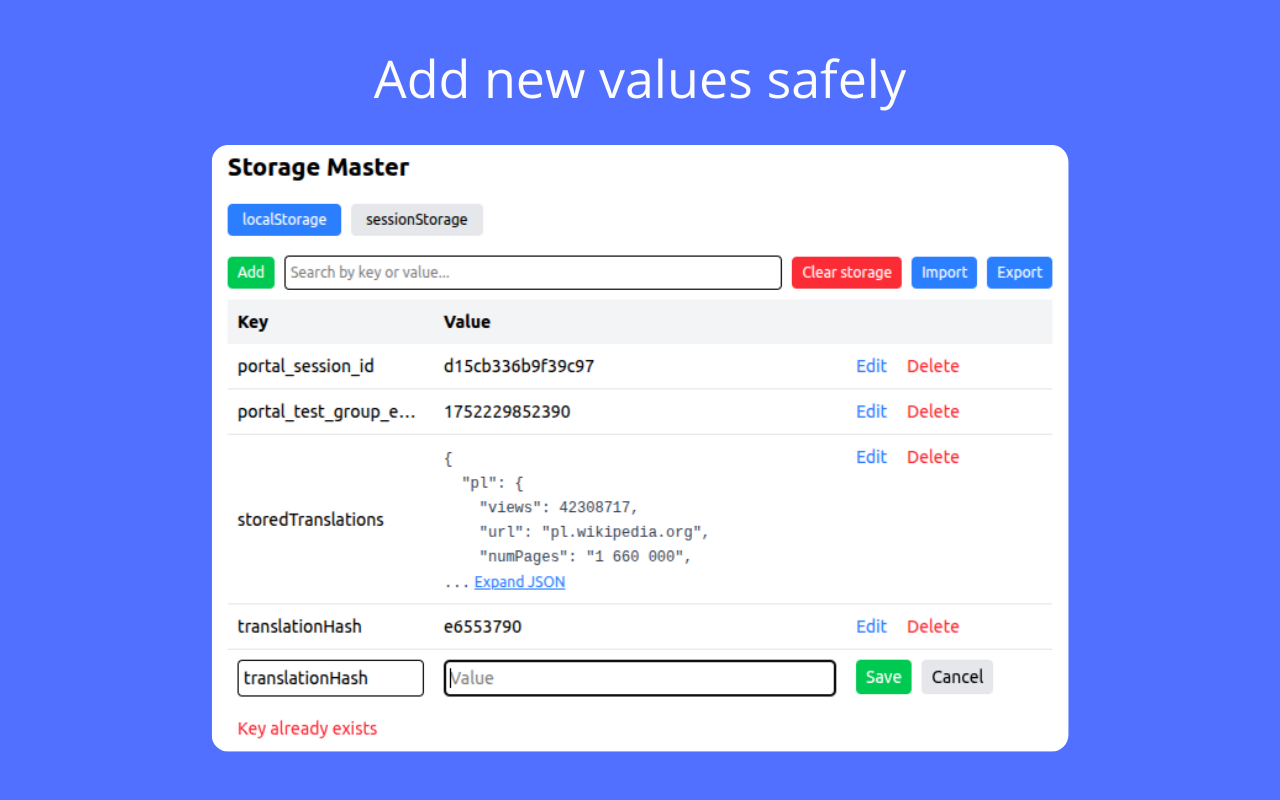 Add new values safely
Storage Master
localStorage sessionStorage
Add Search by key or value... Clear storage Import Export
Key Value
portal_session_id d15cb336b9f39c97 Edit Delete
portal_test_group_e... 1752229852390 Edit Delete
{ Edit Delete
"pl": {
"views": 42308717,
storedTranslations "url": "pl.wikipedia.org",
"numPages": "1 660 000",
... Expand JSON
translationHash e6553790 Edit Delete
translationHash Value Save Cancel
Key already exists